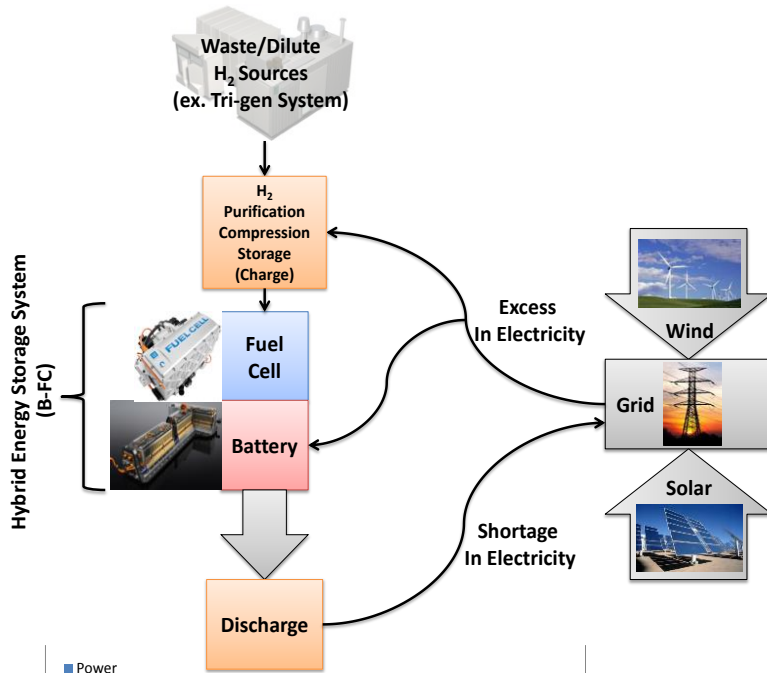 Waste/Dilute
H2 Sources
(ex. Tri-gen System)
H2
Purification
Compression
Storage
(Charge)
Hybrid Energy Storage System
(B-FC)
FUEL CELL
Fuel
Cell
Battery
Excess
In Electricity
Wind
Grid
Solar
Shortage
In Electricity
Discharge
Power